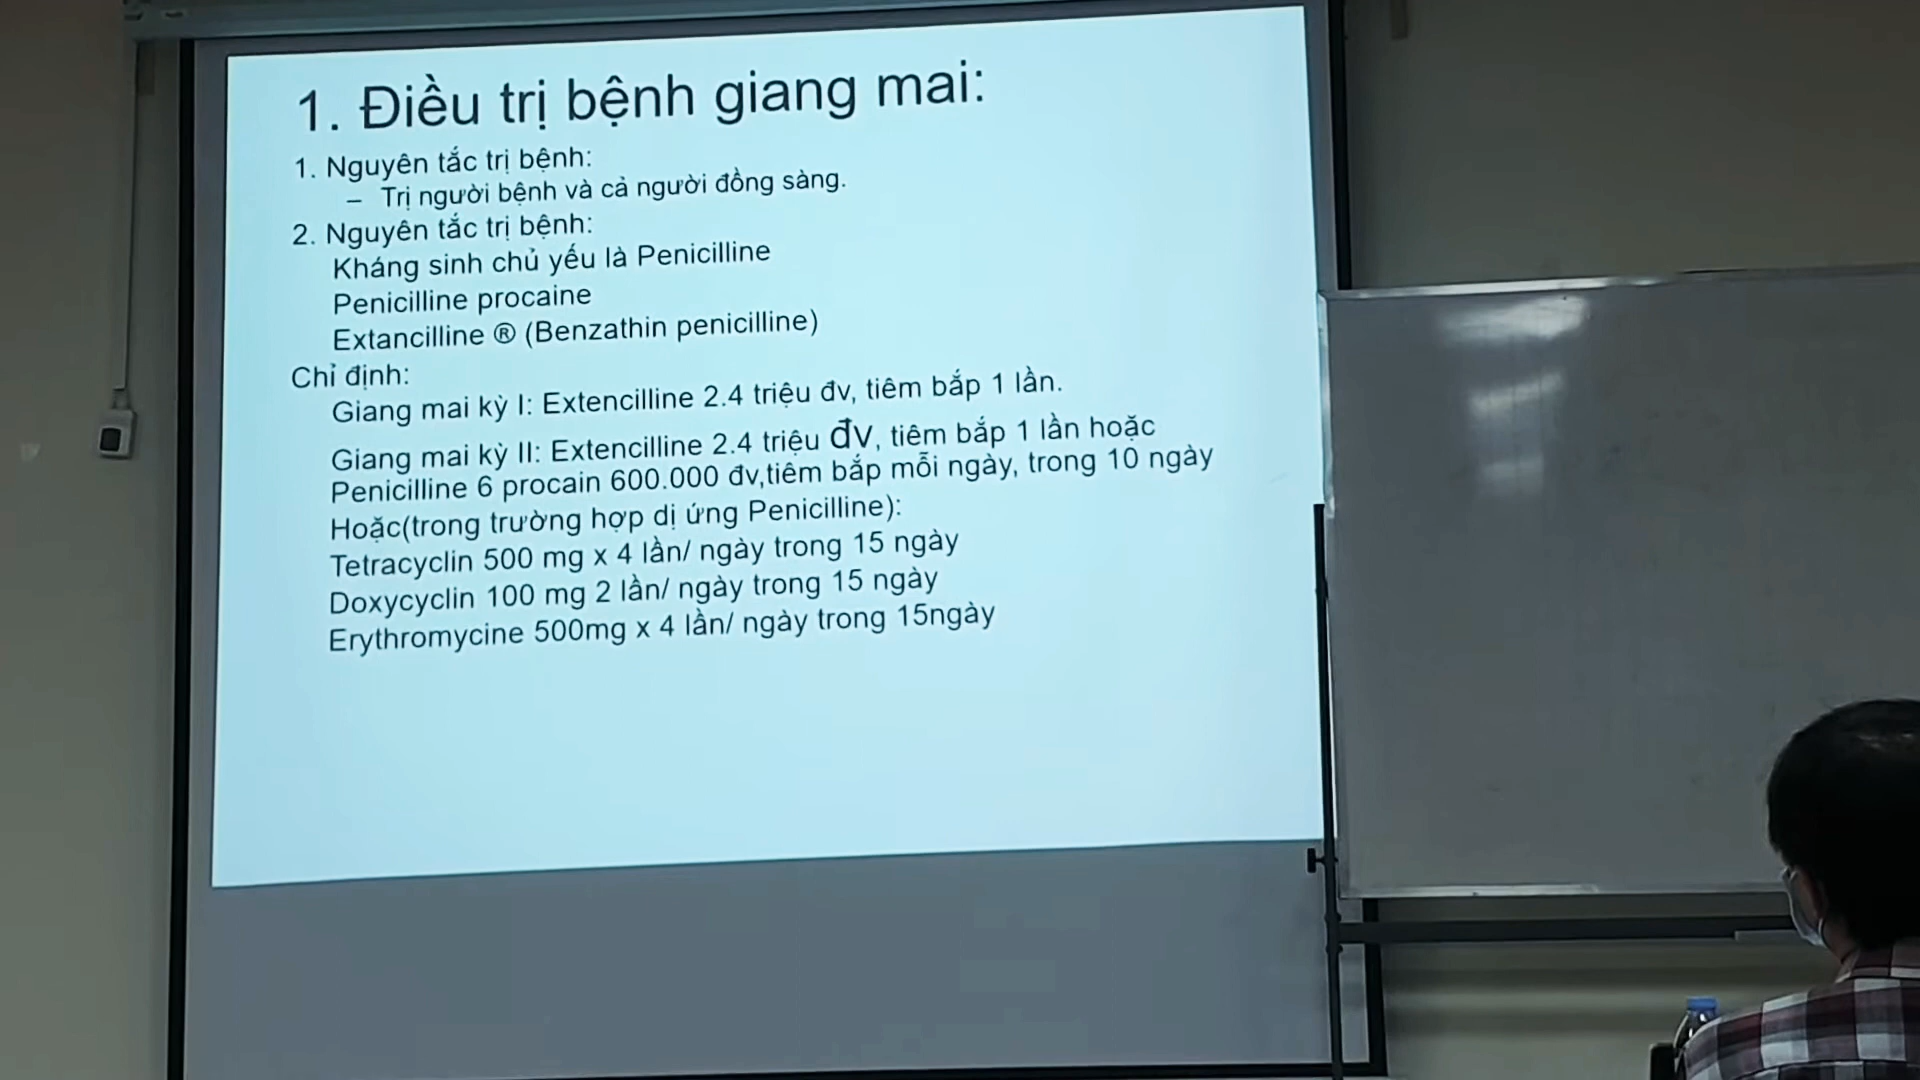 1. Điều trị bệnh giang mai:
1. Nguyên tắc trị bệnh:
– Trị người bệnh và cả người đồng sàng.
2. Nguyên tắc trị bệnh:
Kháng sinh chủ yếu là Penicilline
Penicilline procaine
Extancilline ® (Benzathin penicilline)
Chỉ định:
Giang mai kỳ I: Extencilline 2.4 triệu đv, tiêm bắp 1 lần.
Giang mai kỳ II: Extencilline 2.4 triệu đv, tiêm bắp 1 lần hoặc
Penicilline 6 procain 600.000 đv,tiêm bắp mỗi ngày, trong 10 ngày
Hoặc(trong trường hợp dị ứng Penicilline):
Tetracyclin 500 mg x 4 lần/ ngày trong 15 ngày
Doxycyclin 100 mg 2 lần/ ngày trong 15 ngày
Erythromycine 500mg x 4 lần/ ngày trong 15ngày